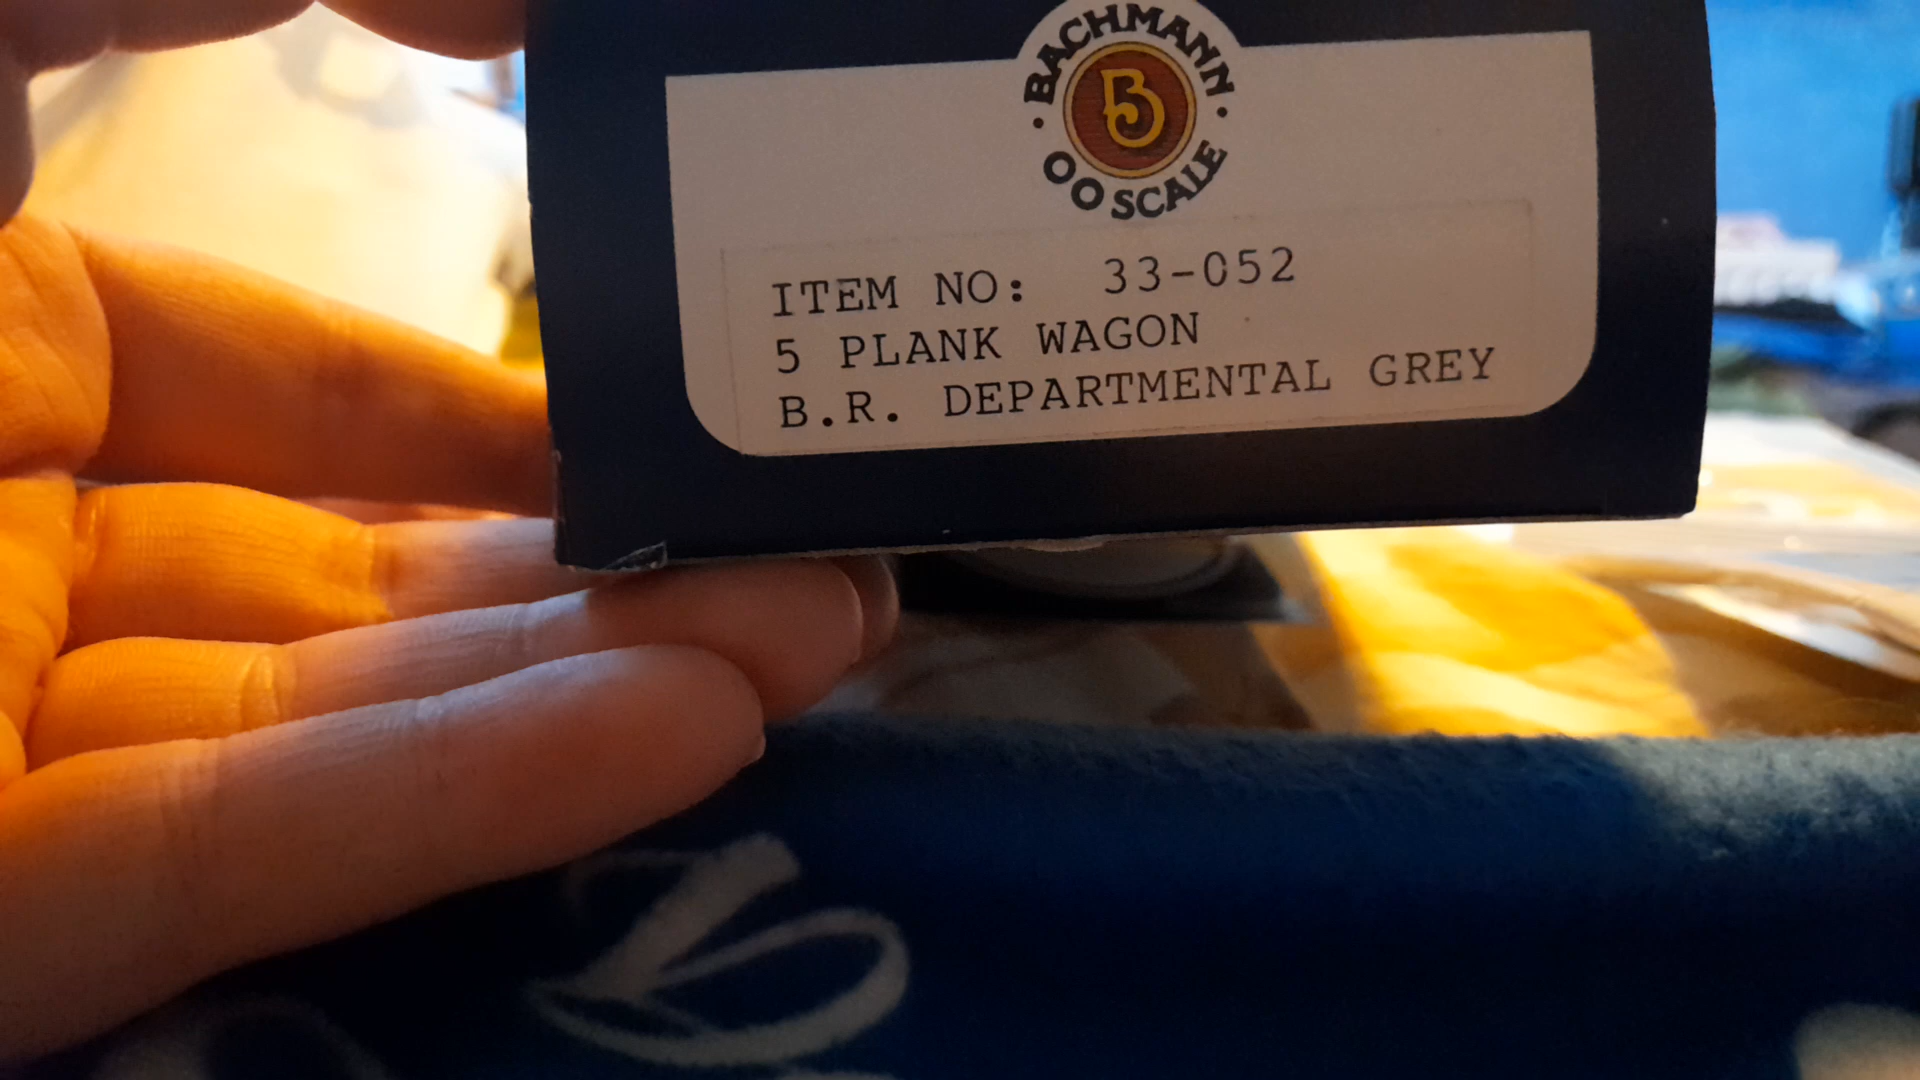 BACHMANN
OO SCALE
ITEM NO: 33-052
5 PLANK WAGON
B.R. DEPARTMENTAL GREY